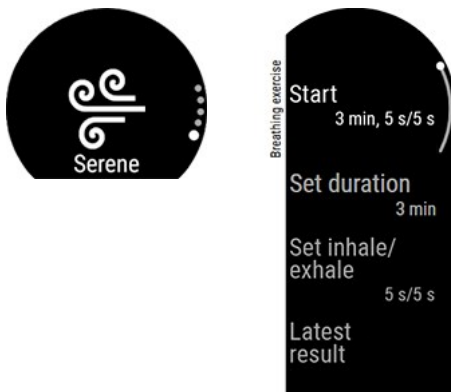 Serene
Breathing exercise
Start
3 min, 5 s/5 s
Set duration
3 min
Set inhale/
exhale
5 s/5 s
Latest
result